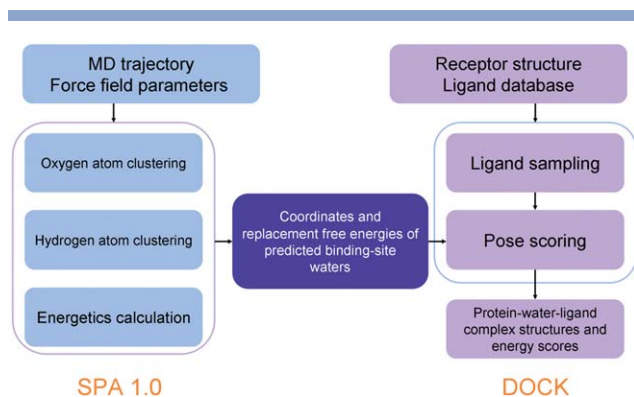 MD trajectory
Force field parameters
Oxygen atom clustering
Hydrogen atom clustering
Energetics calculation
SPA 1.0
Coordinates and
replacement free energies of
predicted binding-site
waters
Receptor structure
Ligand database
Ligand sampling
Pose scoring
Protein-water-ligand
complex structures and
energy scores
DOCK